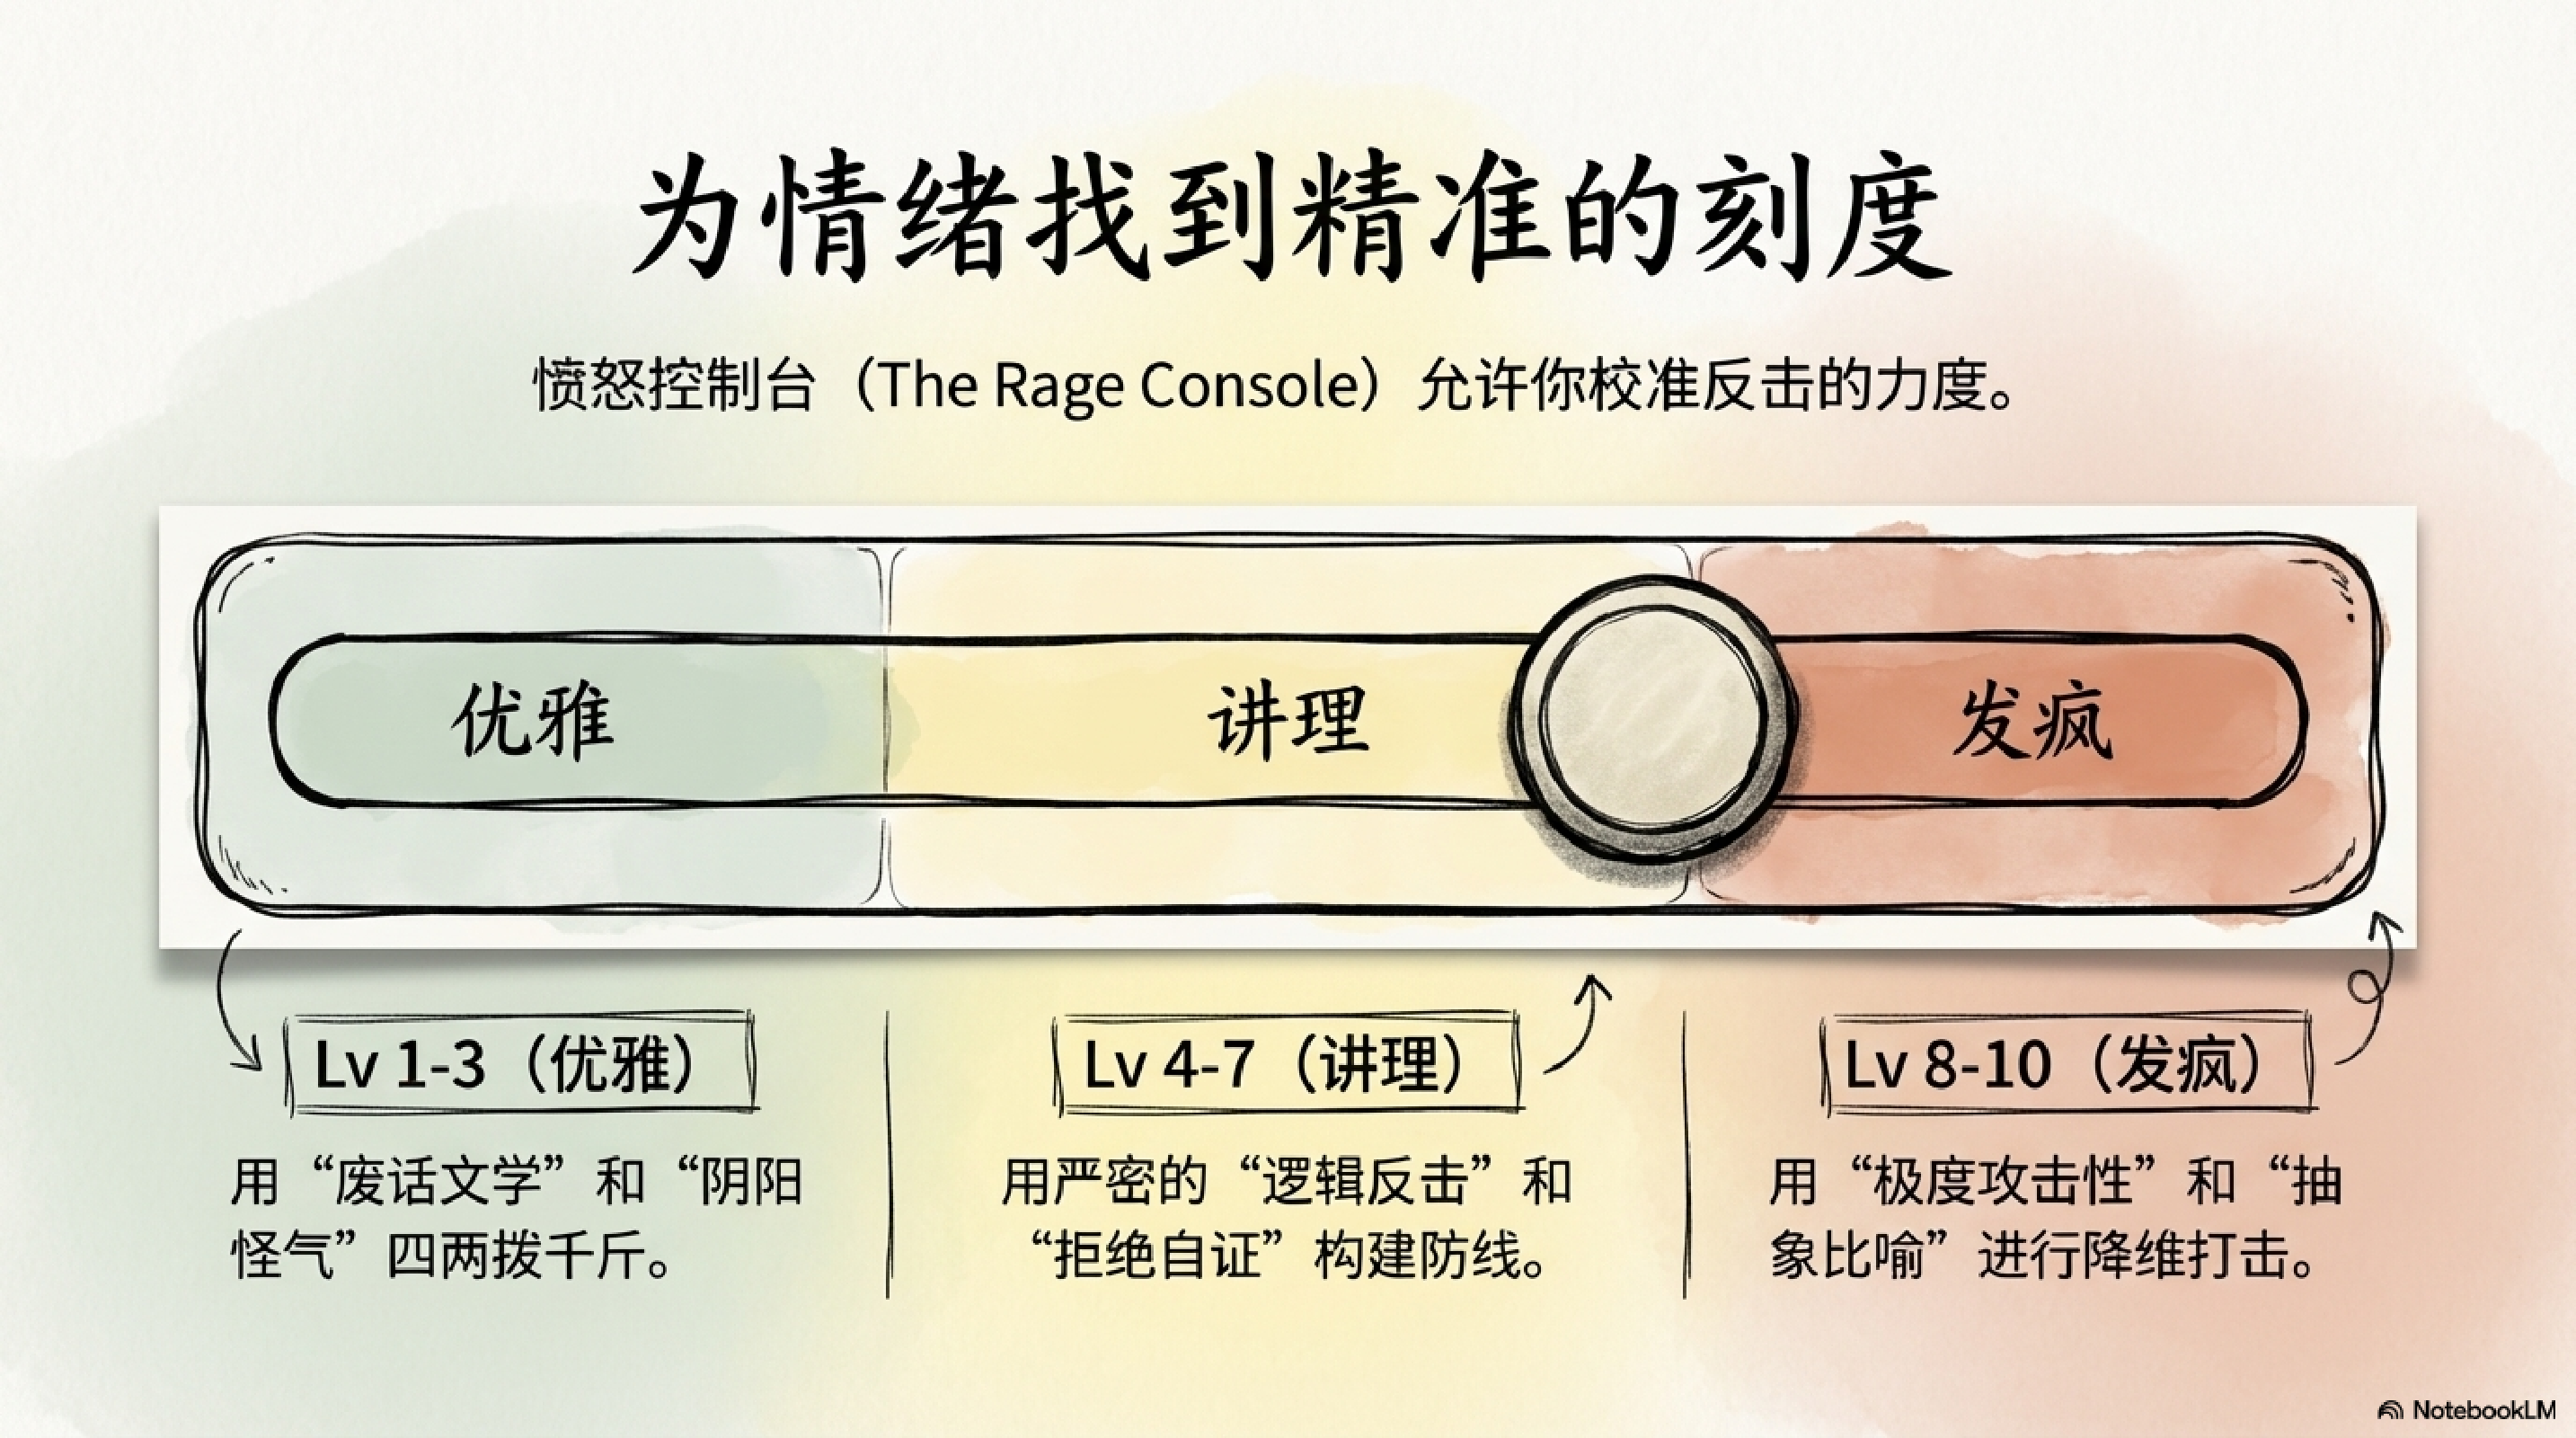 为情绪找到精准的刻度
愤怒控制台（The Rage Console）允许你校准反击的力度。
优雅
讲理
发疯
Lv 1-3（优雅）
用“废话文学”和“阴阳
怪气”四两拨千斤。
Lv 4-7（讲理）
用严密的“逻辑反击”和
“拒绝自证”构建防线。
Lv 8-10（发疯）
用“极度攻击性”和“抽
象比喻”进行降维打击。
NotebookLM